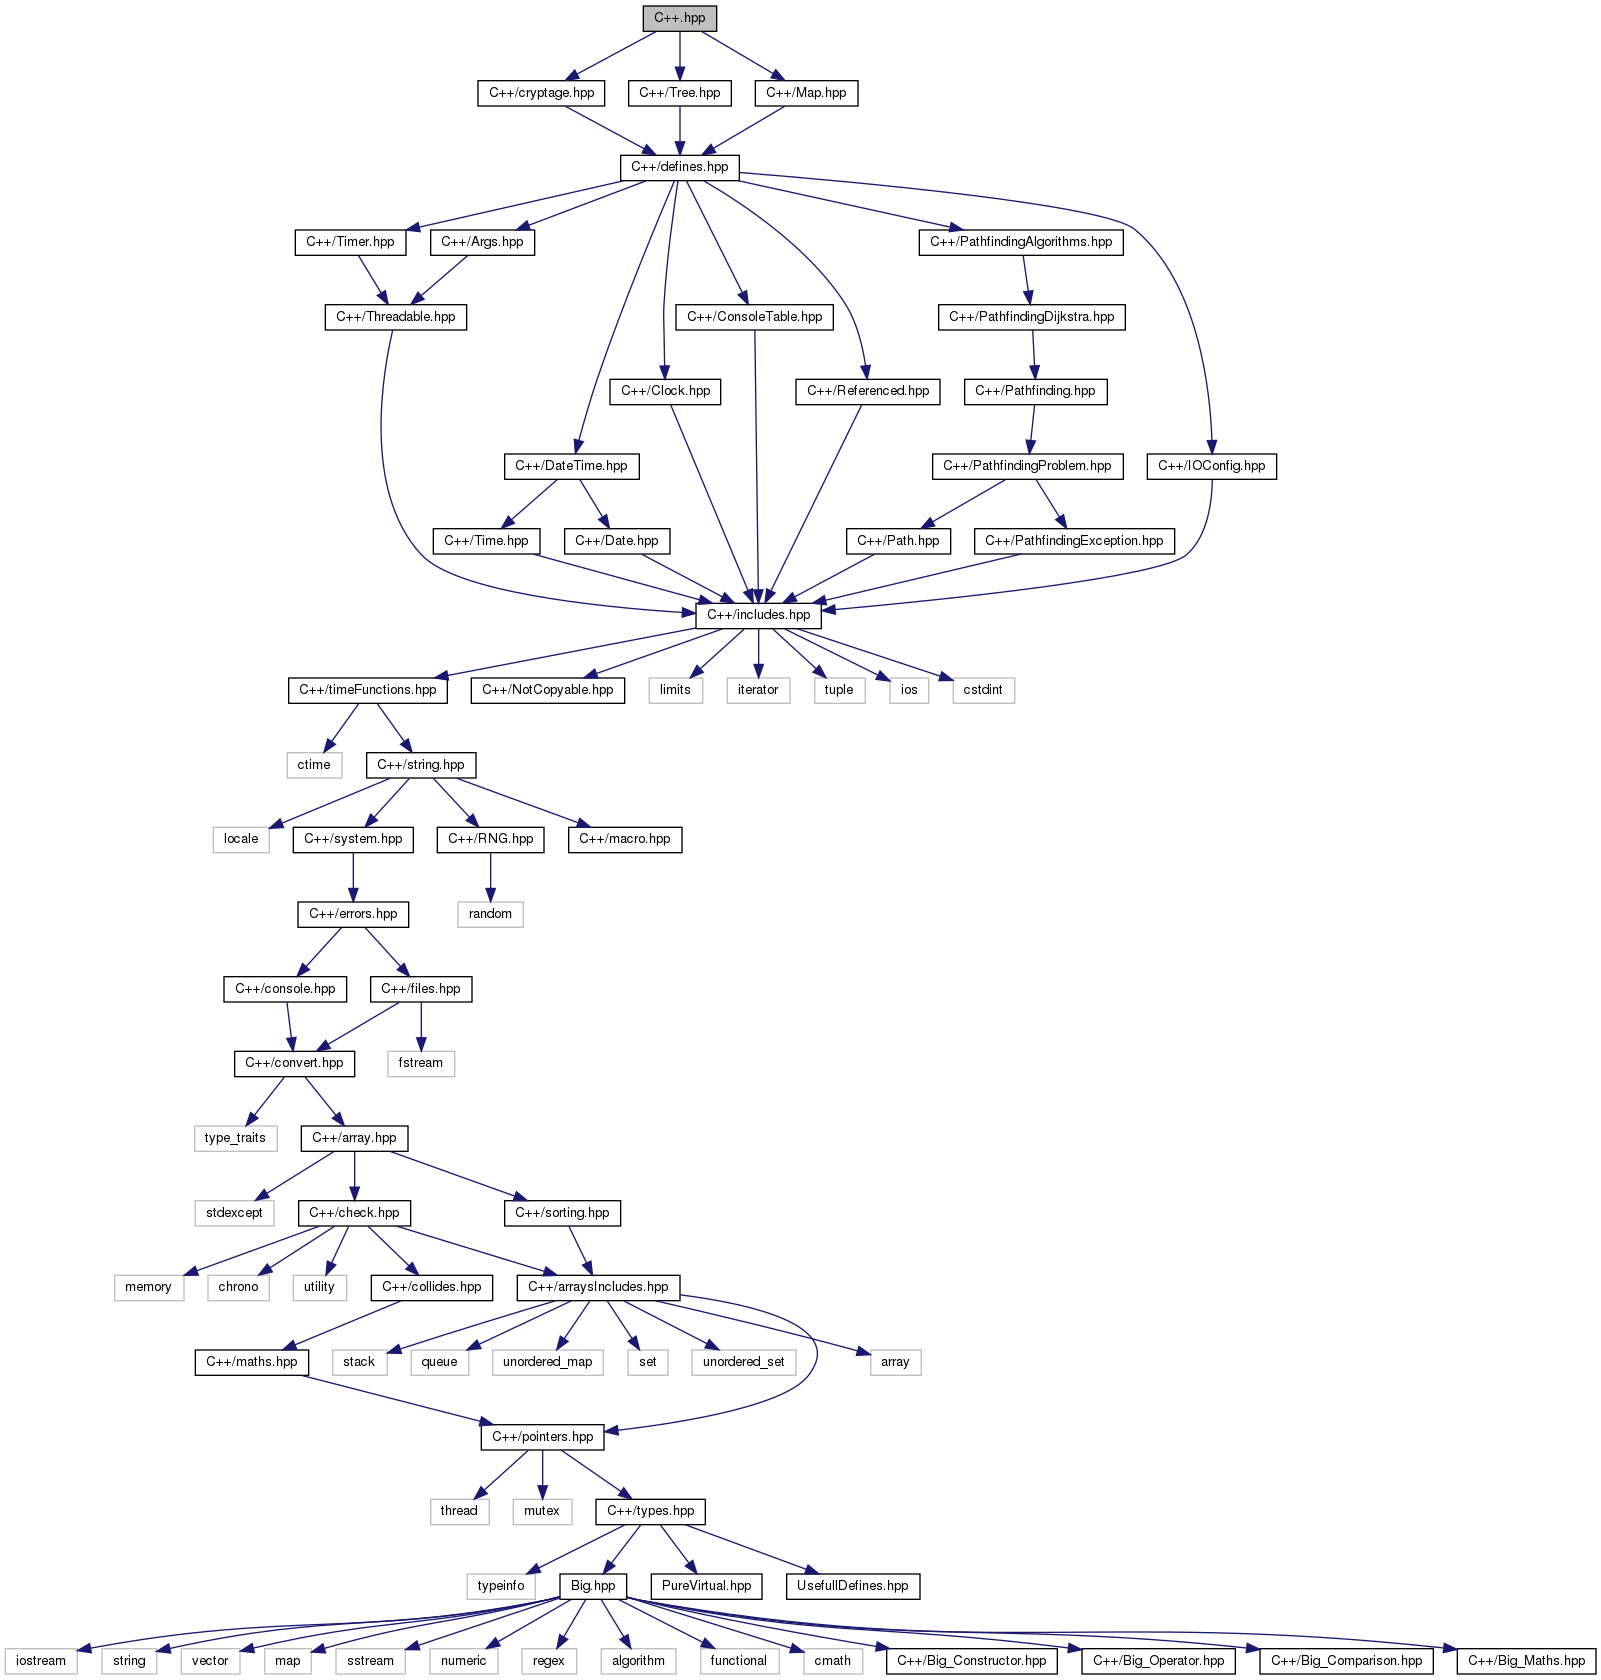 C++.hpp
C++/cryptage.hpp
C++/Tree.hpp
C++/Map.hpp
C++/defines.hpp
C++/Timer.hpp
C++/Args.hpp
C++/PathfindingAlgorithms.hpp
C++/Threadable.hpp
C++/ConsoleTable.hpp
C++/PathfindingDijkstra.hpp
C++/Clock.hpp
C++/Referenced.hpp
C++/Pathfinding.hpp
C++/DateTime.hpp
C++/PathfindingProblem.hpp
C++/IOConfig.hpp
C++/Time.hpp
C++/Date.hpp
C++/Path.hpp
C++/PathfindingException.hpp
C++/includes.hpp
C++/timeFunctions.hpp
C++/NotCopyable.hpp
limits
iterator
tuple
ios
cstdint
ctime
C++/string.hpp
locale
C++/system.hpp
C++/RNG.hpp
C++/macro.hpp
C++/errors.hpp
random
C++/console.hpp
C++/files.hpp
C++/convert.hpp
fstream
type_traits
C++/array.hpp
stdexcept
C++/check.hpp
C++/sorting.hpp
memory
chrono
utility
C++/collides.hpp
C++/arraysIncludes.hpp
C++/maths.hpp
stack
queue
unordered_map
set
unordered_set
array
C++/pointers.hpp
thread
mutex
C++/types.hpp
typeinfo
Big.hpp
PureVirtual.hpp
UsefullDefines.hpp
iostream
string
vector
map
sstream
numeric
regex
algorithm
functional
cmath
C++/Big_Constructor.hpp
C++/Big_Operator.hpp
C++/Big_Comparison.hpp
C++/Big_Maths.hpp